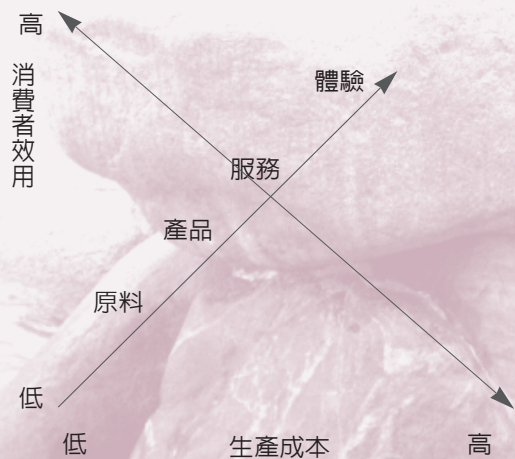 高
消費者效用
體驗
服務
產品
原料
低
低
生產成本
高